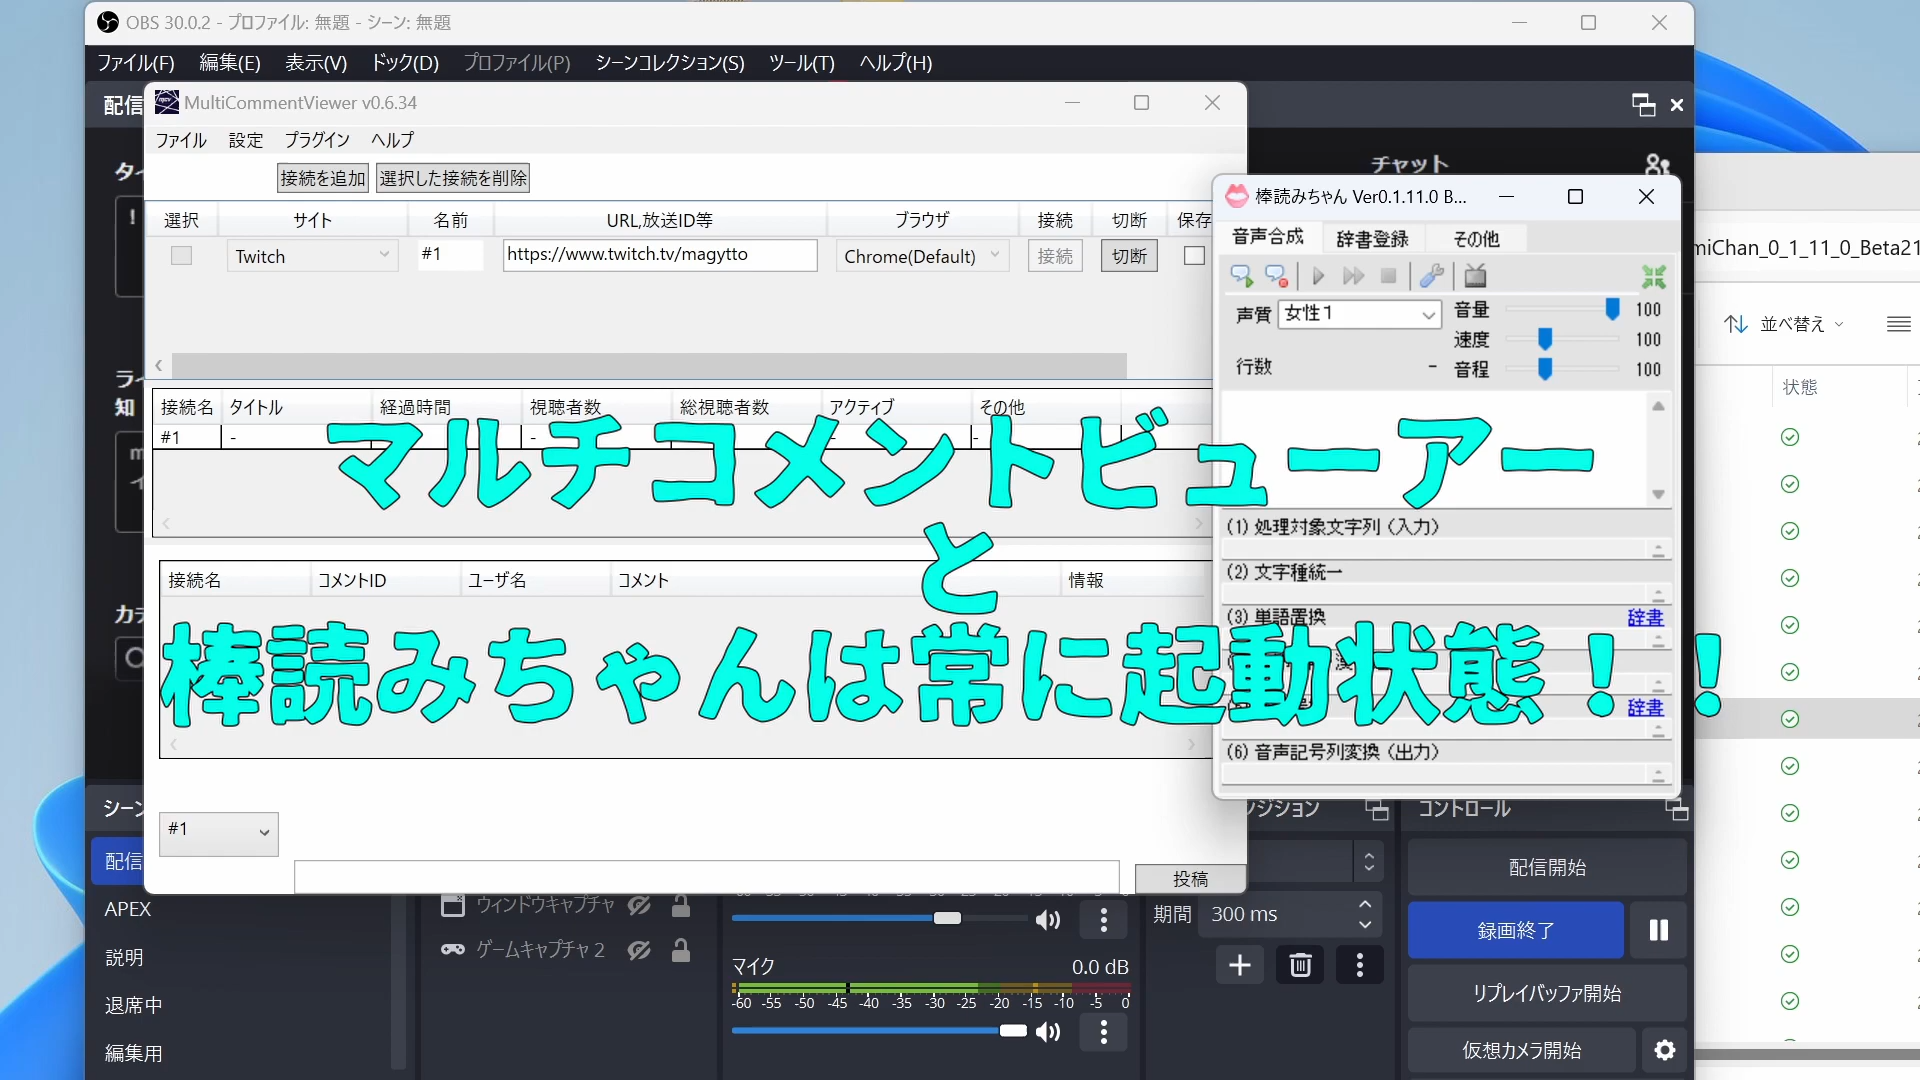 OBS 30.0.2 - プロファイル: 無題 - シーン: 無題
ファイル(F) 編集(E) 表示(V) ドック(D) プロファイル(P) シーンコレクション(S) ツール(T) ヘルプ(H)
配信
MultiCommentViewer v0.6.34
ファイル 設定 プラグイン ヘルプ
接続を追加 選択した接続を削除
選択 サイト 名前 URL,放送ID等 ブラウザ 接続 切断 保存
Twitch #1 https://www.twitch.tv/magytto Chrome(Default) 接続 切断
接続名 タイトル 経過時間 視聴者数 総視聴者数 アクティブ その他
#1 - - - -
マルチコメントビューアー
と
棒読みちゃんは常に起動状態！！
接続名 コメントID ユーザ名 コメント 情報
#1
投稿
チャット
棒読みちゃん Ver0.1.11.0 B...
音声合成 辞書登録 その他
声質 女性1 音量 100
速度 100
行数 - 音程 100
(1) 処理対象文字列 (入力)
(2) 文字種統一
(3) 単語置換 辞書
辞書
(6) 音声記号列変換 (出力)
miChan_0_1_11_0_Beta21
並べ替え
状態
知
シーン
配信
APEX
説明
退席中
編集用
ウィンドウキャプチャ
ゲームキャプチャ 2
マイク 0.0 dB
-60 -55 -50 -45 -40 -35 -30 -25 -20 -15 -10 -5 0
ンジション
期間 300 ms
コントロール
配信開始
録画終了
リプレイバッファ開始
仮想カメラ開始